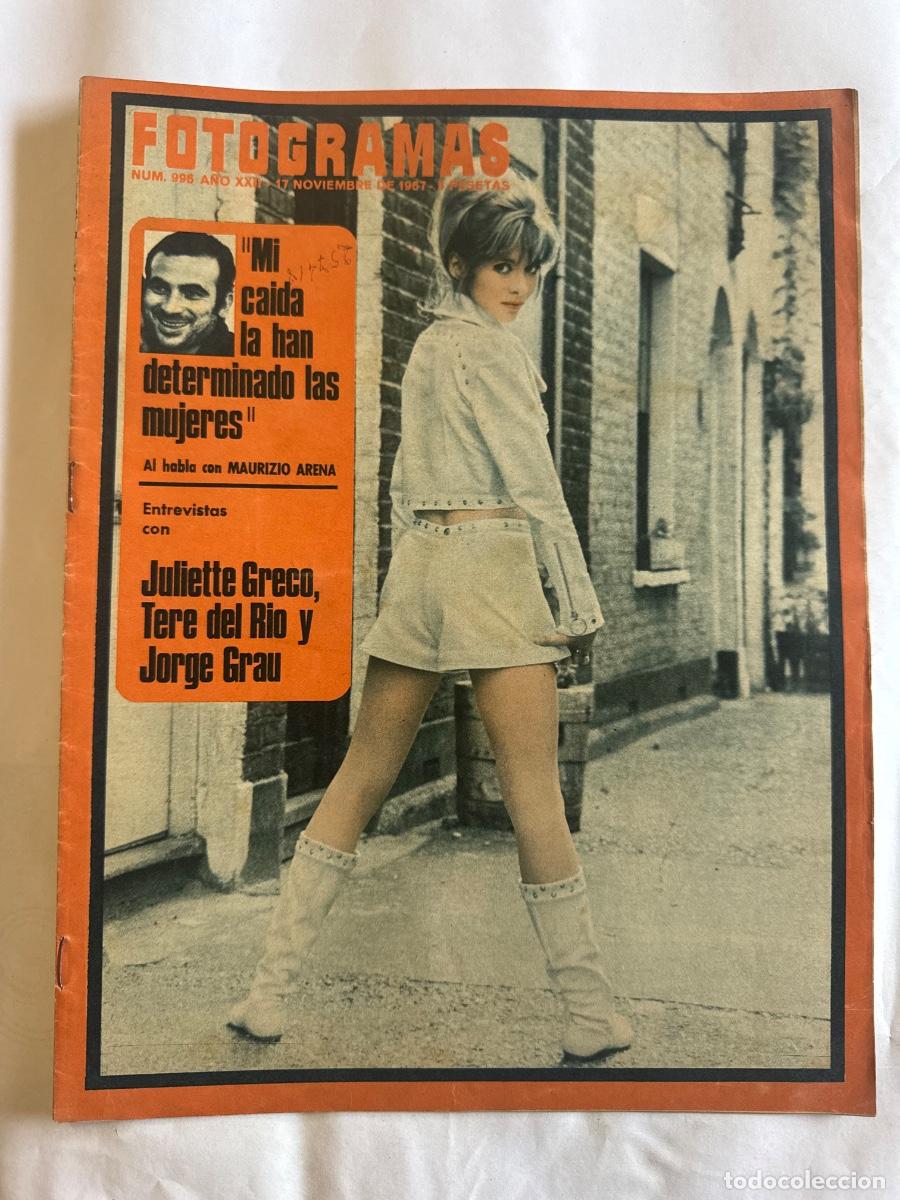 FOTOGRAMAS
NUM. 996 AÑO XXII - 17 NOVIEMBRE DE 1967 - PESETAS
"Mi
caida
la han
determinado las
mujeres"
Al habla con MAURIZIO ARENA
Entrevistas
con
Juliette Greco,
Tere del Rio y
Jorge Grau
todocoleccion